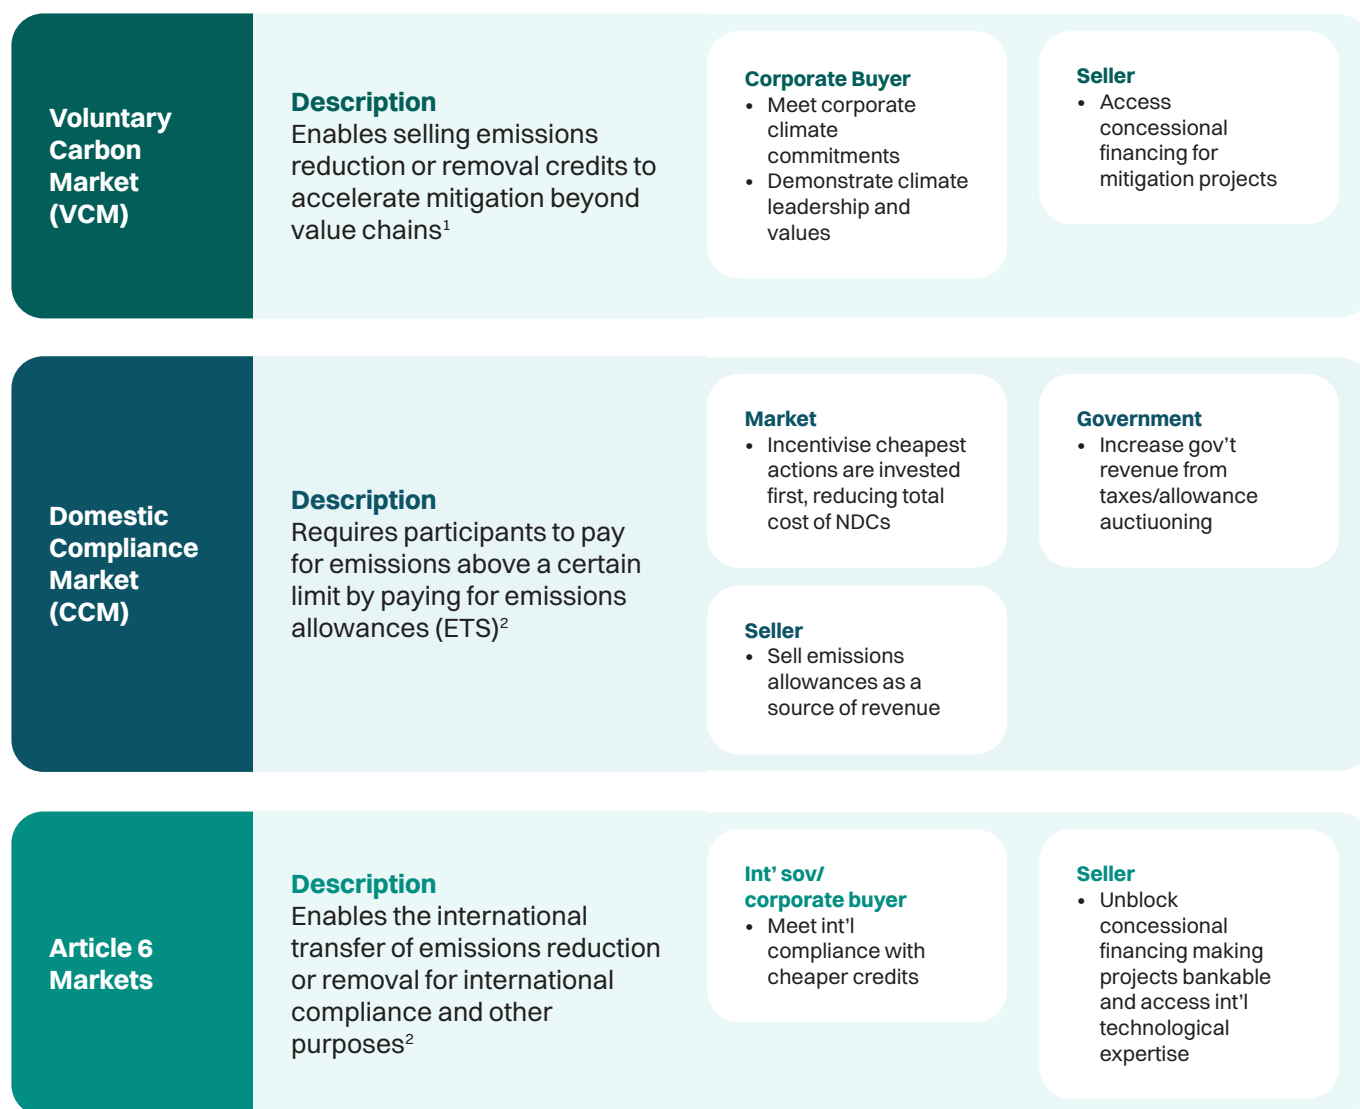 Voluntary
Carbon
Market
(VCM)
Description
Enables selling emissions
reduction or removal credits to
accelerate mitigation beyond
value chains¹
Corporate Buyer
• Meet corporate
climate
commitments
• Demonstrate climate
leadership and
values
Seller
• Access
concessional
financing for
mitigation projects
Domestic
Compliance
Market
(CCM)
Description
Requires participants to pay
for emissions above a certain
limit by paying for emissions
allowances (ETS)²
Market
• Incentivise cheapest
actions are invested
first, reducing total
cost of NDCs
Government
• Increase gov't
revenue from
taxes/allowance
auctiuoning
Seller
• Sell emissions
allowances as a
source of revenue
Article 6
Markets
Description
Enables the international
transfer of emissions reduction
or removal for international
compliance and other
purposes²
Int' sov/
corporate buyer
• Meet int'l
compliance with
cheaper credits
Seller
• Unblock
concessional
financing making
projects bankable
and access int'l
technological
expertise